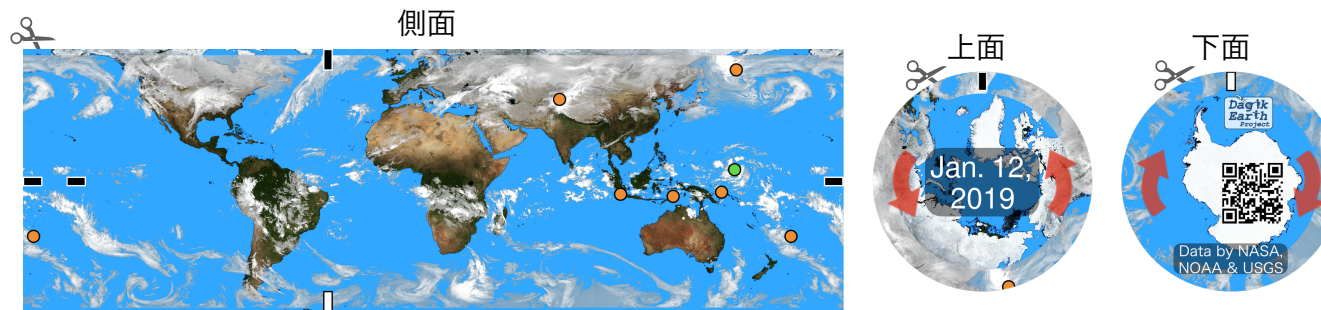 側面
上面
Jan. 12,
2019
下面
Dagik
Earth
Project
Data by NASA,
NOAA & USGS